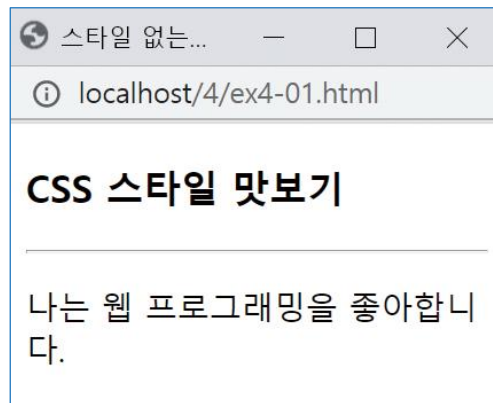 스타일 없는...
localhost/4/ex4-01.html
CSS 스타일 맛보기
나는 웹 프로그래밍을 좋아합니
다.